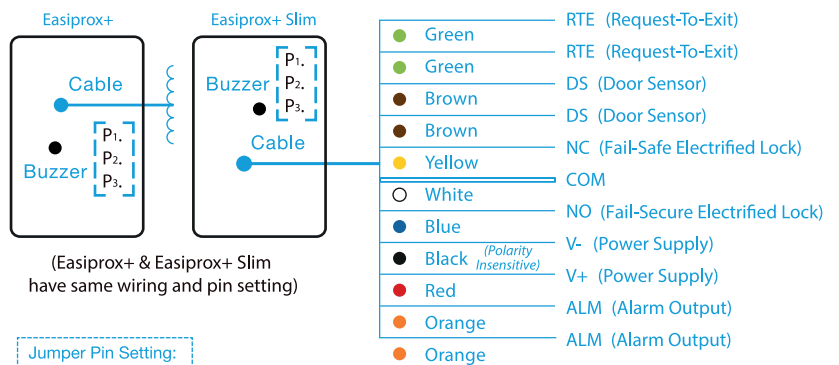 Easiprox+
Easiprox+ Slim
Cable
Buzzer
P1.
P2.
P3.
Buzzer
P1.
P2.
P3.
Cable
(Easiprox+ & Easiprox+ Slim
have same wiring and pin setting)
Jumper Pin Setting:
RTE (Request-To-Exit)
Green
RTE (Request-To-Exit)
Green
DS (Door Sensor)
Brown
DS (Door Sensor)
Brown
NC (Fail-Safe Electrified Lock)
Yellow
COM
White
NO (Fail-Secure Electrified Lock)
Blue
V- (Power Supply)
Black (Polarity
Insensitive)
V+ (Power Supply)
Red
ALM (Alarm Output)
Orange
ALM (Alarm Output)
Orange